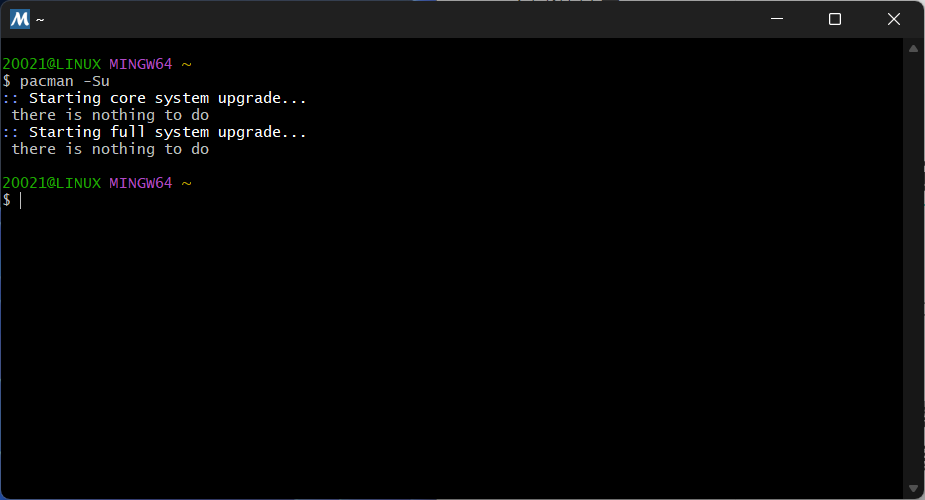 M ~
20021@LINUX MINGW64 ~
$ pacman -Su
:: Starting core system upgrade...
 there is nothing to do
:: Starting full system upgrade...
 there is nothing to do
20021@LINUX MINGW64 ~
$